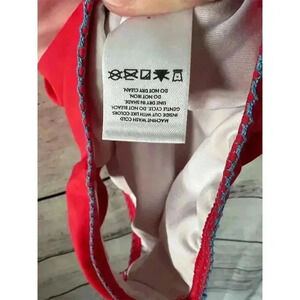 MACHINE WASH COLD
INSIDE OUT WITH LIKE COLORS
GENTLE CYCLE. DO NOT BLEACH
LINE DRY IN SHADE
DO NOT IRON.
DO NOT DRY CLEAN.